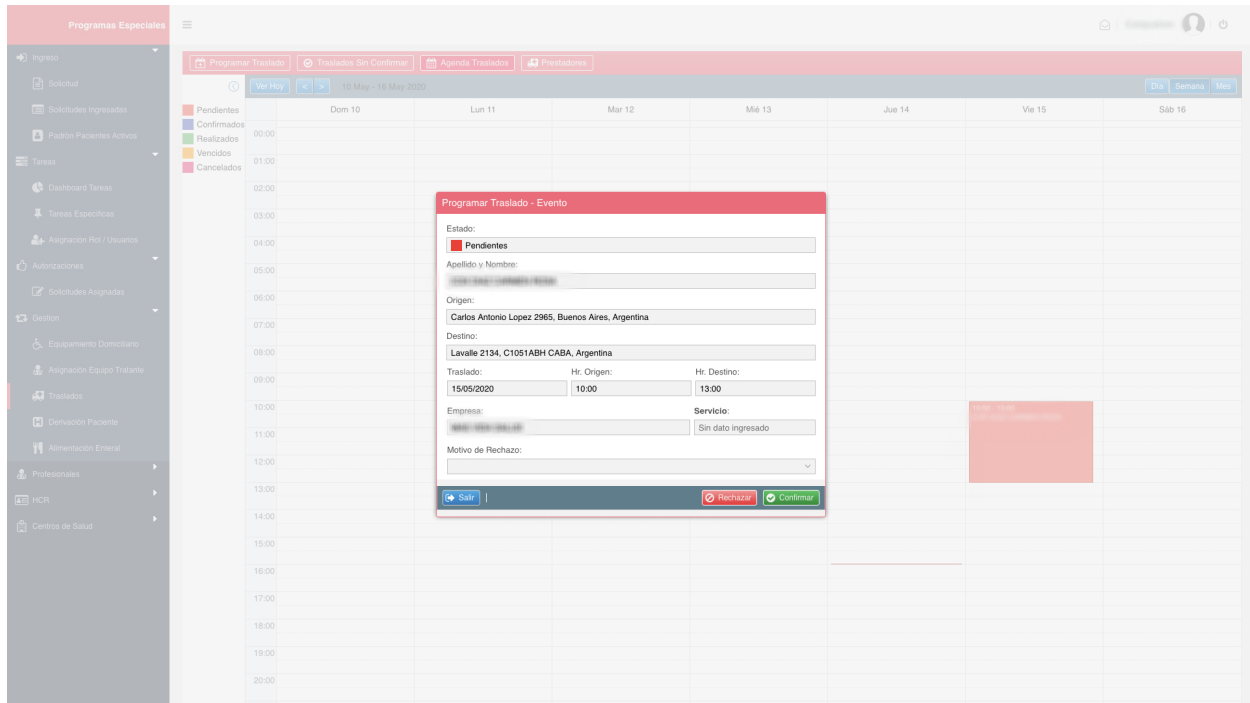 Programas Especiales
Ingreso
Solicitud
Solicitudes Ingresadas
Padrón Pacientes Activos
Tareas
Dashboard Tareas
Tareas Específicas
Asignación Rol / Usuarios
Autorizaciones
Solicitudes Asignadas
Gestion
Equipamiento Domiciliario
Asignación Equipo Tratante
Traslados
Derivación Paciente
Alimentación Enteral
Profesionales
HCR
Centros de Salud
Programar Traslado Traslados Sin Confirmar Agenda Traslados Prestadores
Ver Hoy < > 10 May - 16 May 2020 Día Semana Mes
Pendientes
Confirmados
Realizados
Vencidos
Cancelados
Dom 10 Lun 11 Mar 12 Mié 13 Jue 14 Vie 15 Sáb 16
00:00
01:00
02:00
03:00
04:00
05:00
06:00
07:00
08:00
09:00
10:00
11:00
12:00
13:00
14:00
15:00
16:00
17:00
18:00
19:00
20:00
10:00 - 13:00
Programar Traslado - Evento
Estado:
Pendientes
Apellido y Nombre:
Origen:
Carlos Antonio Lopez 2965, Buenos Aires, Argentina
Destino:
Lavalle 2134, C1051ABH CABA, Argentina
Traslado: Hr. Origen: Hr. Destino:
15/05/2020 10:00 13:00
Empresa: Servicio:
Sin dato ingresado
Motivo de Rechazo:
Salir | Rechazar Confirmar